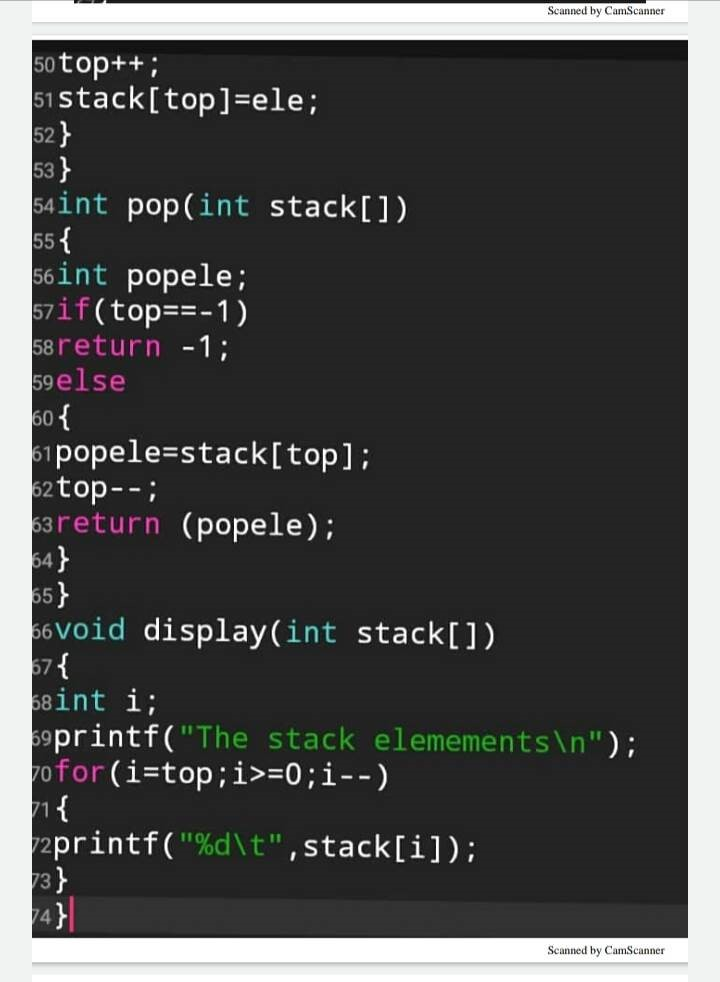 Scanned by CamScanner
50top++;
51stack[top]=ele;
52}
53}
54int pop(int stack[])
55{
56int popele;
57if(top==-1)
58return -1;
59else
60{
61popele=stack[top];
62top--;
63return (popele);
64}
65}
66void display(int stack[])
67{
68int i;
69printf("The stack elemements\n");
70for(i=top;i>=0;i--)
71{
72printf("%d\t",stack[i]);
73}
74}
Scanned by CamScanner